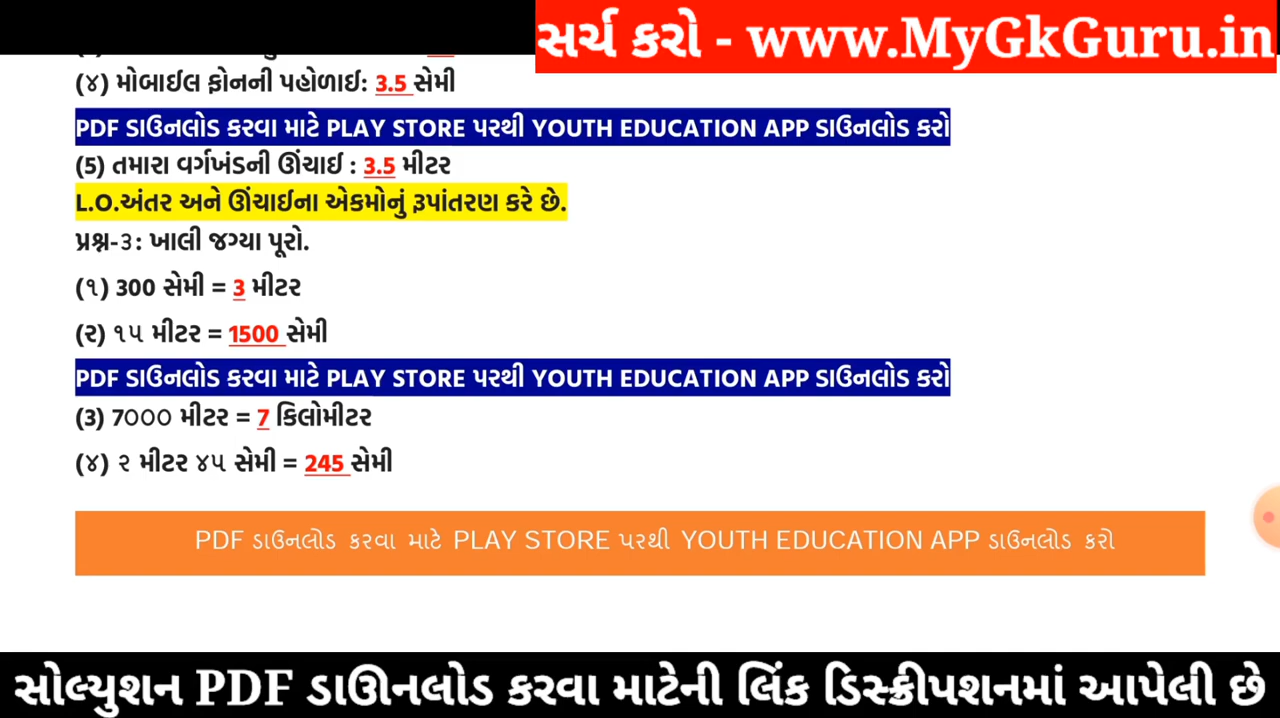 સર્ચ કરો - www.MyGkGuru.in
(૪) મોબાઈલ ફોનની પહોળાઈ: 3.5 સેમી
PDF ડાઉનલોડ કરવા માટે PLAY STORE પરથી YOUTH EDUCATION APP ડાઉનલોડ કરો
(5) તમારા વર્ગખંડની ઊંચાઈ : 3.5 મીટર
L.O.અંતર અને ઊંચાઈના એકમોનું રૂપાંતરણ કરે છે.
પ્રશ્ન-૩: ખાલી જગ્યા પૂરો.
(૧) 300 સેમી = 3 મીટર
(ર) ૧૫ મીટર = 1500 સેમી
PDF ડાઉનલોડ કરવા માટે PLAY STORE પરથી YOUTH EDUCATION APP ડાઉનલોડ કરો
(3) 7૦૦૦ મીટર = 7 કિલોમીટર
(૪) ૨ મીટર ૪૫ સેમી = 245 સેમી
PDF ડાઉનલોડ કરવા માટે PLAY STORE પરથી YOUTH EDUCATION APP ડાઉનલોડ કરો
સોલ્યુશન PDF ડાઊનલોડ કરવા માટેની લિંક ડિસ્ક્રીપશનમાં આપેલી છે